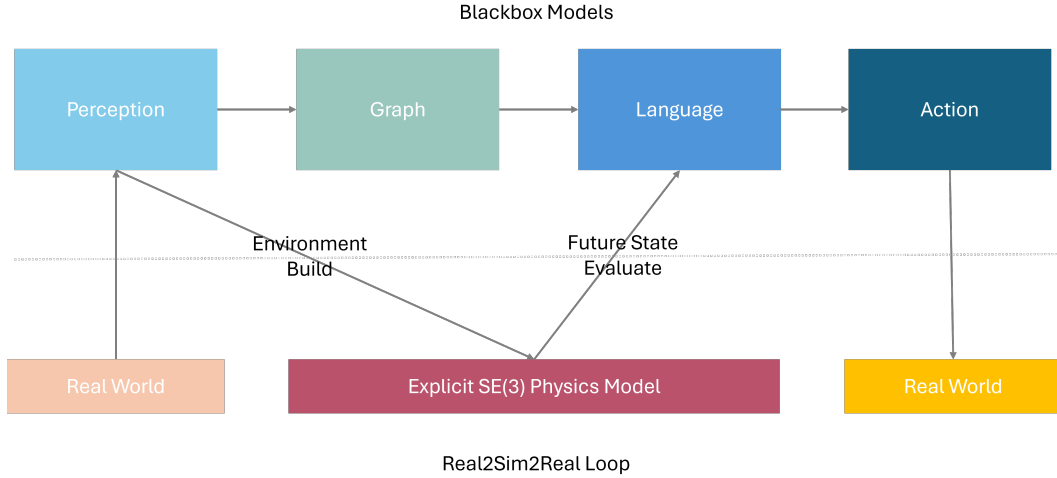 Blackbox Models
Perception
Graph
Language
Action
Environment
Build
Future State
Evaluate
Real World
Explicit SE(3) Physics Model
Real World
Real2Sim2Real Loop